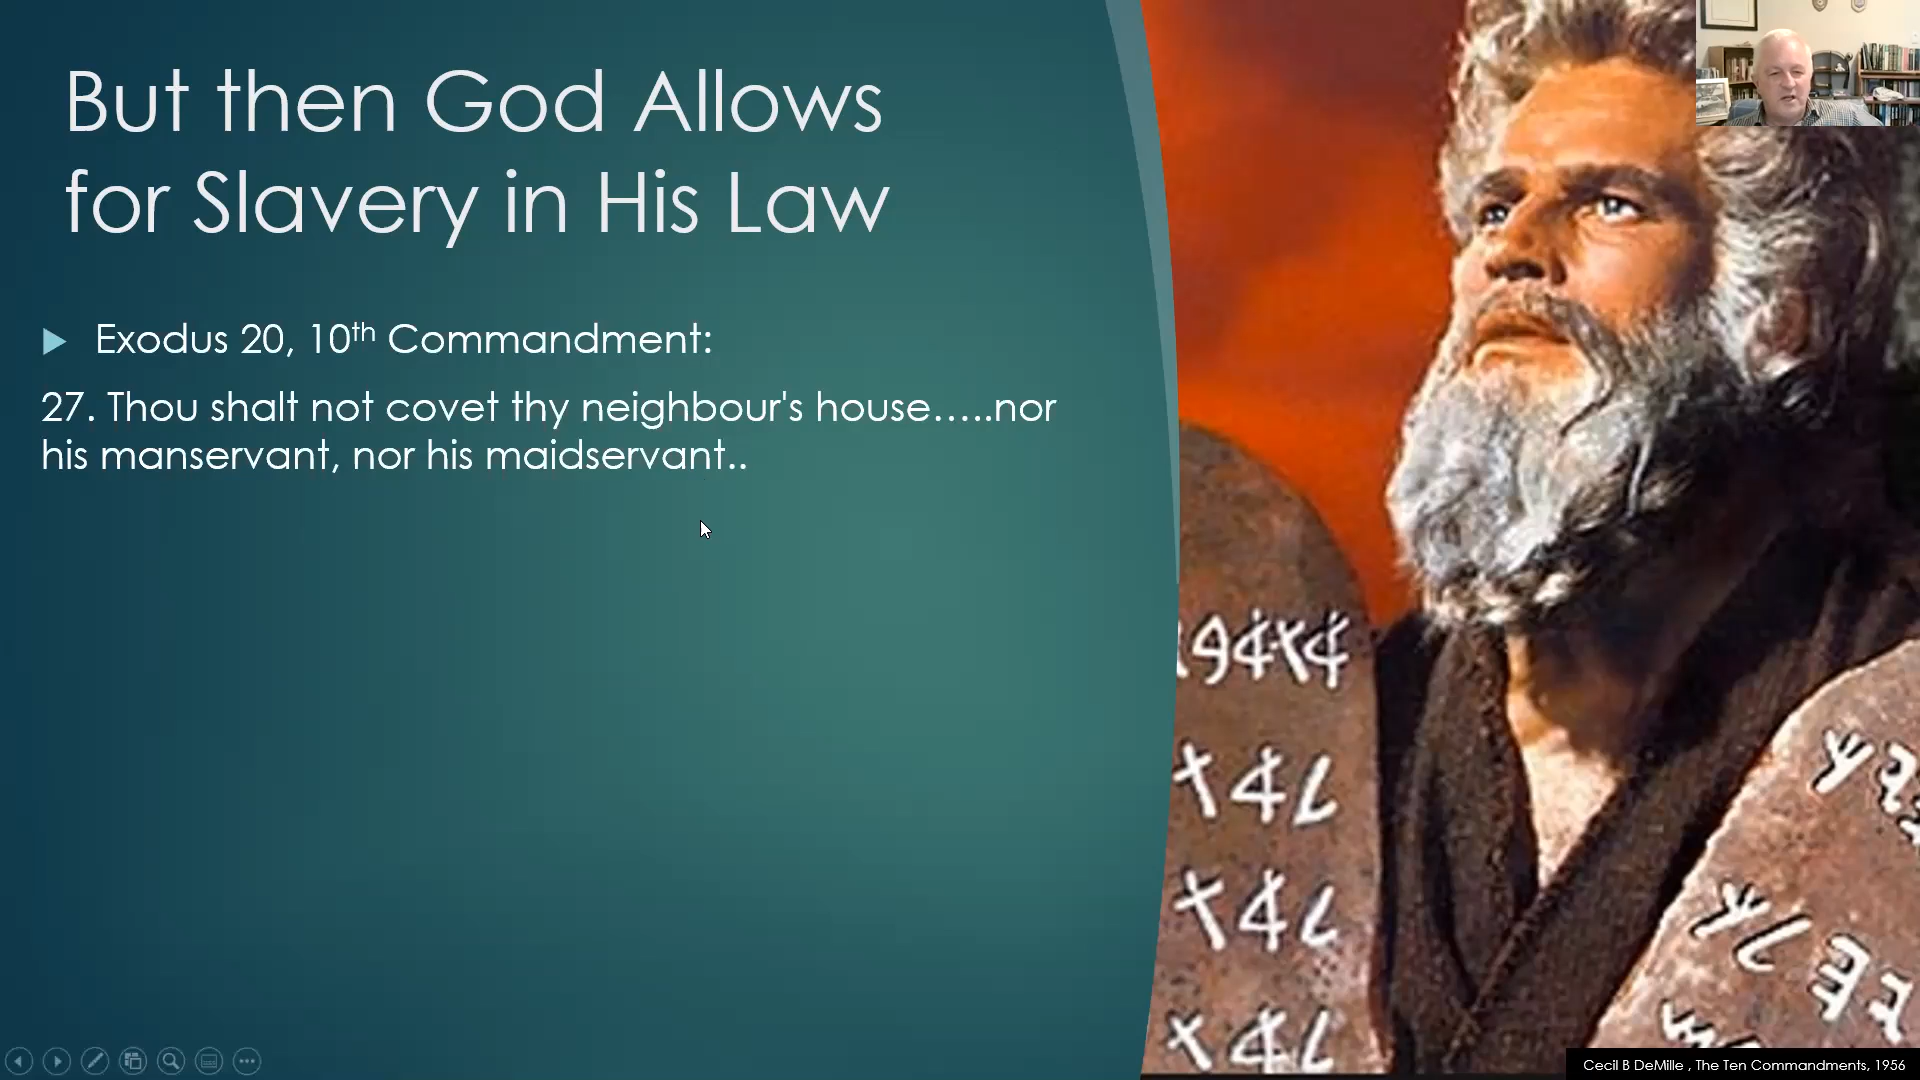 But then God Allows
for Slavery in His Law
Exodus 20, 10th Commandment:
27. Thou shalt not covet thy neighbour's house…..nor
his manservant, nor his maidservant..
Cecil B DeMille , The Ten Commandments, 1956